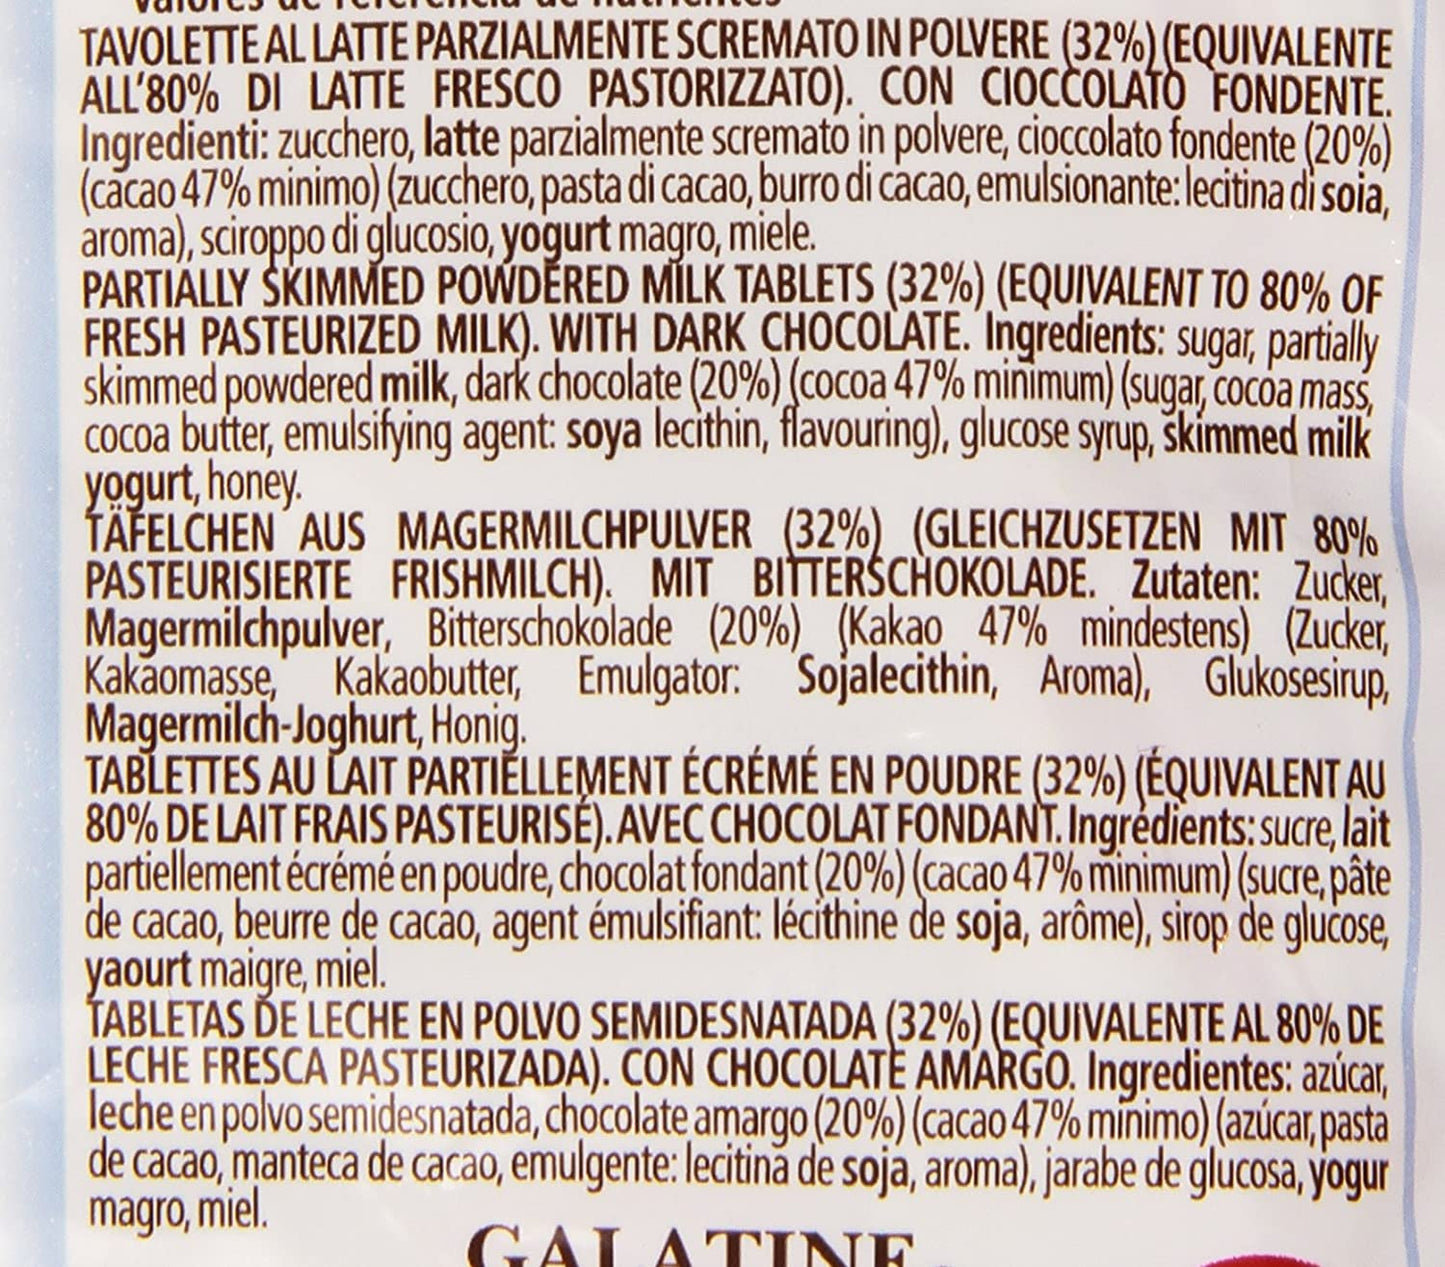 valores de referencia de nutrientes
TAVOLETTE AL LATTE PARZIALMENTE SCREMATO IN POLVERE (32%) (EQUIVALENTE
ALL'80% DI LATTE FRESCO PASTORIZZATO). CON CIOCCOLATO FONDENTE.
Ingredienti: zucchero, latte parzialmente scremato in polvere, cioccolato fondente (20%)
(cacao 47% minimo) (zucchero, pasta di cacao, burro di cacao, emulsionante: lecitina di soia,
aroma), sciroppo di glucosio, yogurt magro, miele.
PARTIALLY SKIMMED POWDERED MILK TABLETS (32%) (EQUIVALENT TO 80% OF
FRESH PASTEURIZED MILK). WITH DARK CHOCOLATE. Ingredients: sugar, partially
skimmed powdered milk, dark chocolate (20%) (cocoa 47% minimum) (sugar, cocoa mass,
cocoa butter, emulsifying agent: soya lecithin, flavouring), glucose syrup, skimmed milk
yogurt, honey.
TÄFELCHEN AUS MAGERMILCHPULVER (32%) (GLEICHZUSETZEN MIT 80%
PASTEURISIERTE FRISHMILCH). MIT BITTERSCHOKOLADE. Zutaten: Zucker,
Magermilchpulver, Bitterschokolade (20%) (Kakao 47% mindestens) (Zucker,
Kakaomasse, Kakaobutter, Emulgator: Sojalecithin, Aroma), Glukosesirup,
Magermilch-Joghurt, Honig.
TABLETTES AU LAIT PARTIELLEMENT ÉCRÉMÉ EN POUDRE (32%) (ÉQUIVALENT AU
80% DE LAIT FRAIS PASTEURISÉ). AVEC CHOCOLAT FONDANT. Ingrédients: sucre, lait
partiellement écrémé en poudre, chocolat fondant (20%) (cacao 47% minimum) (sucre, pâte
de cacao, beurre de cacao, agent émulsifiant: lécithine de soja, arôme), sirop de glucose,
yaourt maigre, miel.
TABLETAS DE LECHE EN POLVO SEMIDESNATADA (32%) (EQUIVALENTE AL 80% DE
LECHE FRESCA PASTEURIZADA). CON CHOCOLATE AMARGO. Ingredientes: azúcar,
leche en polvo semidesnatada, chocolate amargo (20%) (cacao 47% mínimo) (azúcar, pasta
de cacao, manteca de cacao, emulgente: lecitina de soja, aroma), jarabe de glucosa, yogur
magro, miel.
GALATINE